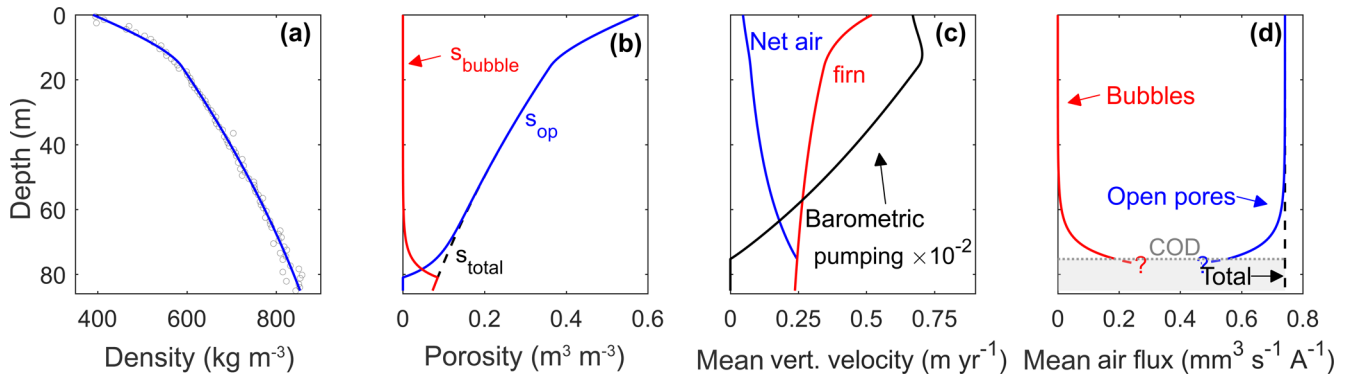 0
20
40
60
80
Depth (m)
(a)
400
600
800
Density (kg m⁻³)
(b)
s_bubble
s_op
s_total
0
0.2
0.4
0.6
Porosity (m³ m⁻³)
(c)
Net air
firn
Barometric
pumping ×10⁻²
0
0.25
0.5
0.75
Mean vert. velocity (m yr⁻¹)
(d)
Bubbles
Open pores
COD
?
?
Total
0
0.2
0.4
0.6
0.8
Mean air flux (mm³ s⁻¹ A⁻¹)